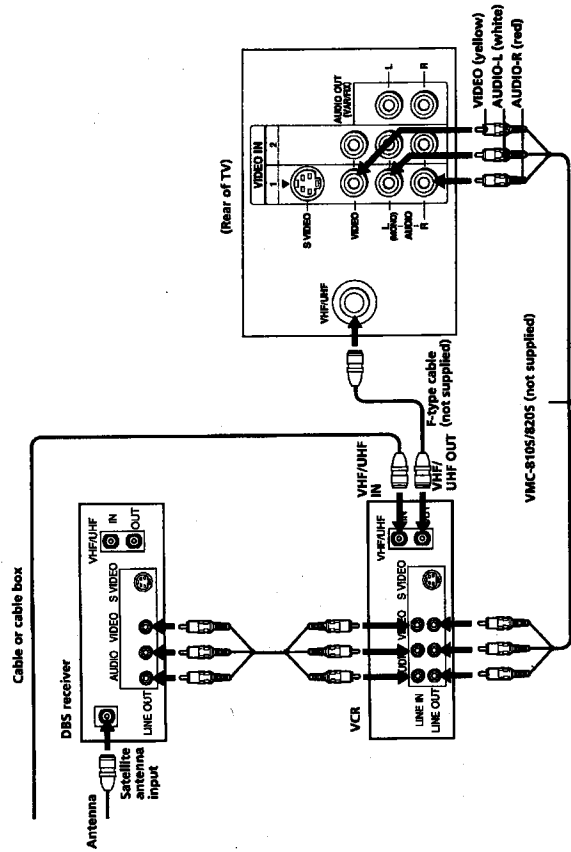 Cable or cable box
DBS receiver
Antenna
Satellite
antenna
input
AUDIO VIDEO S VIDEO
LINE OUT
VHF/UHF
IN
OUT
VCR
AUDIO VIDEO S VIDEO
LINE IN
LINE OUT
VHF/UHF
IN
OUT
VHF/UHF
IN
VHF/
UHF OUT
F-type cable
(not supplied)
(Rear of TV)
VHF/UHF
VIDEO IN
1 2
S VIDEO
VIDEO
L
(MONO)
AUDIO
R
AUDIO OUT
(VAR/FIX)
L
R
VIDEO (yellow)
AUDIO-L (white)
AUDIO-R (red)
VMC-810S/820S (not supplied)